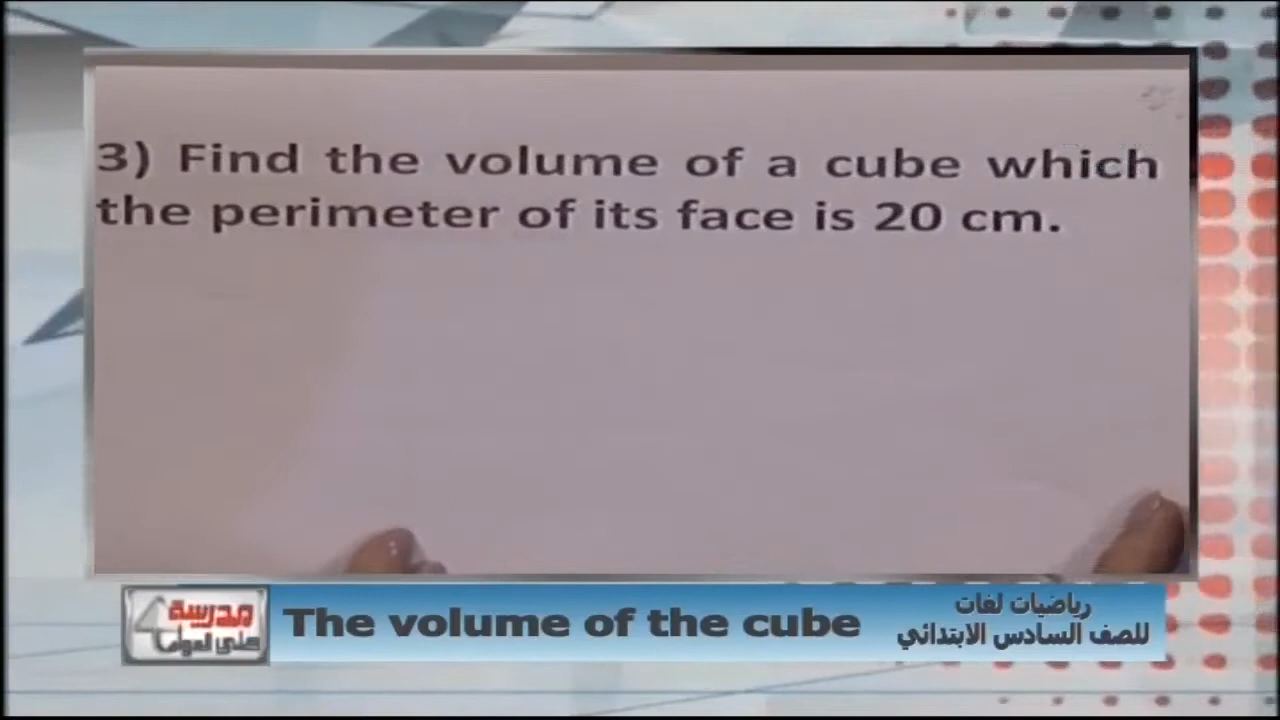 3) Find the volume of a cube which
the perimeter of its face is 20 cm.
مدرسة
على الهواء
The volume of the cube
رياضيات لغات
للصف السادس الابتدائي